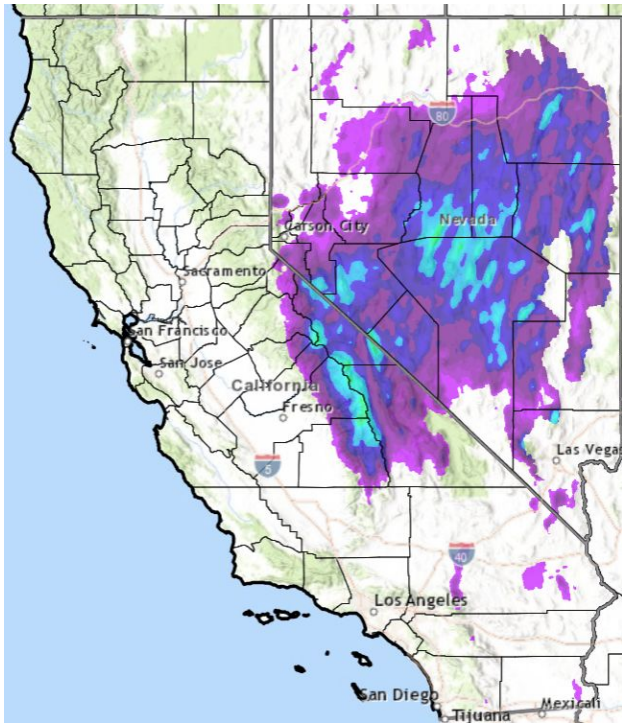 80
Nevada
Carson City
Sacramento
San Francisco
San Jose
California
Fresno
5
Las Vegas
40
Los Angeles
San Diego
Tijuana
Mexicali